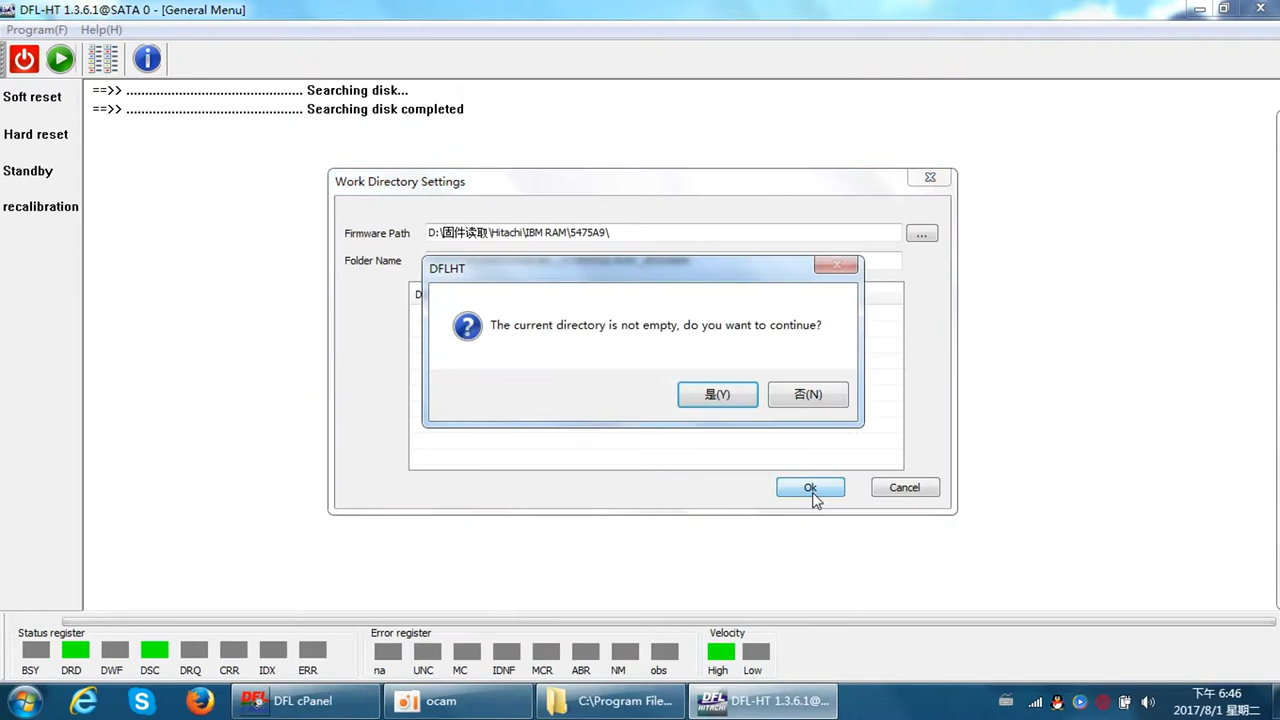 DFL-HT 1.3.6.1@SATA 0 - [General Menu]
Program(F) Help(H)
Soft reset
Hard reset
Standby
recalibration
==>> ............................................ Searching disk...
==>> ............................................ Searching disk completed
Work Directory Settings
Firmware Path D:\固件读取\Hitachi\IBM RAM\5475A9\ ...
Folder Name
DFLHT
The current directory is not empty, do you want to continue?
是(Y) 否(N)
Ok Cancel
Status register
BSY DRD DWF DSC DRQ CRR IDX ERR
Error register
na UNC MC IDNF MCR ABR NM obs
Velocity
High Low
DFL cPanel
ocam
C:\Program File...
DFL-HT 1.3.6.1@...
下午 6:46
2017/8/1 星期二